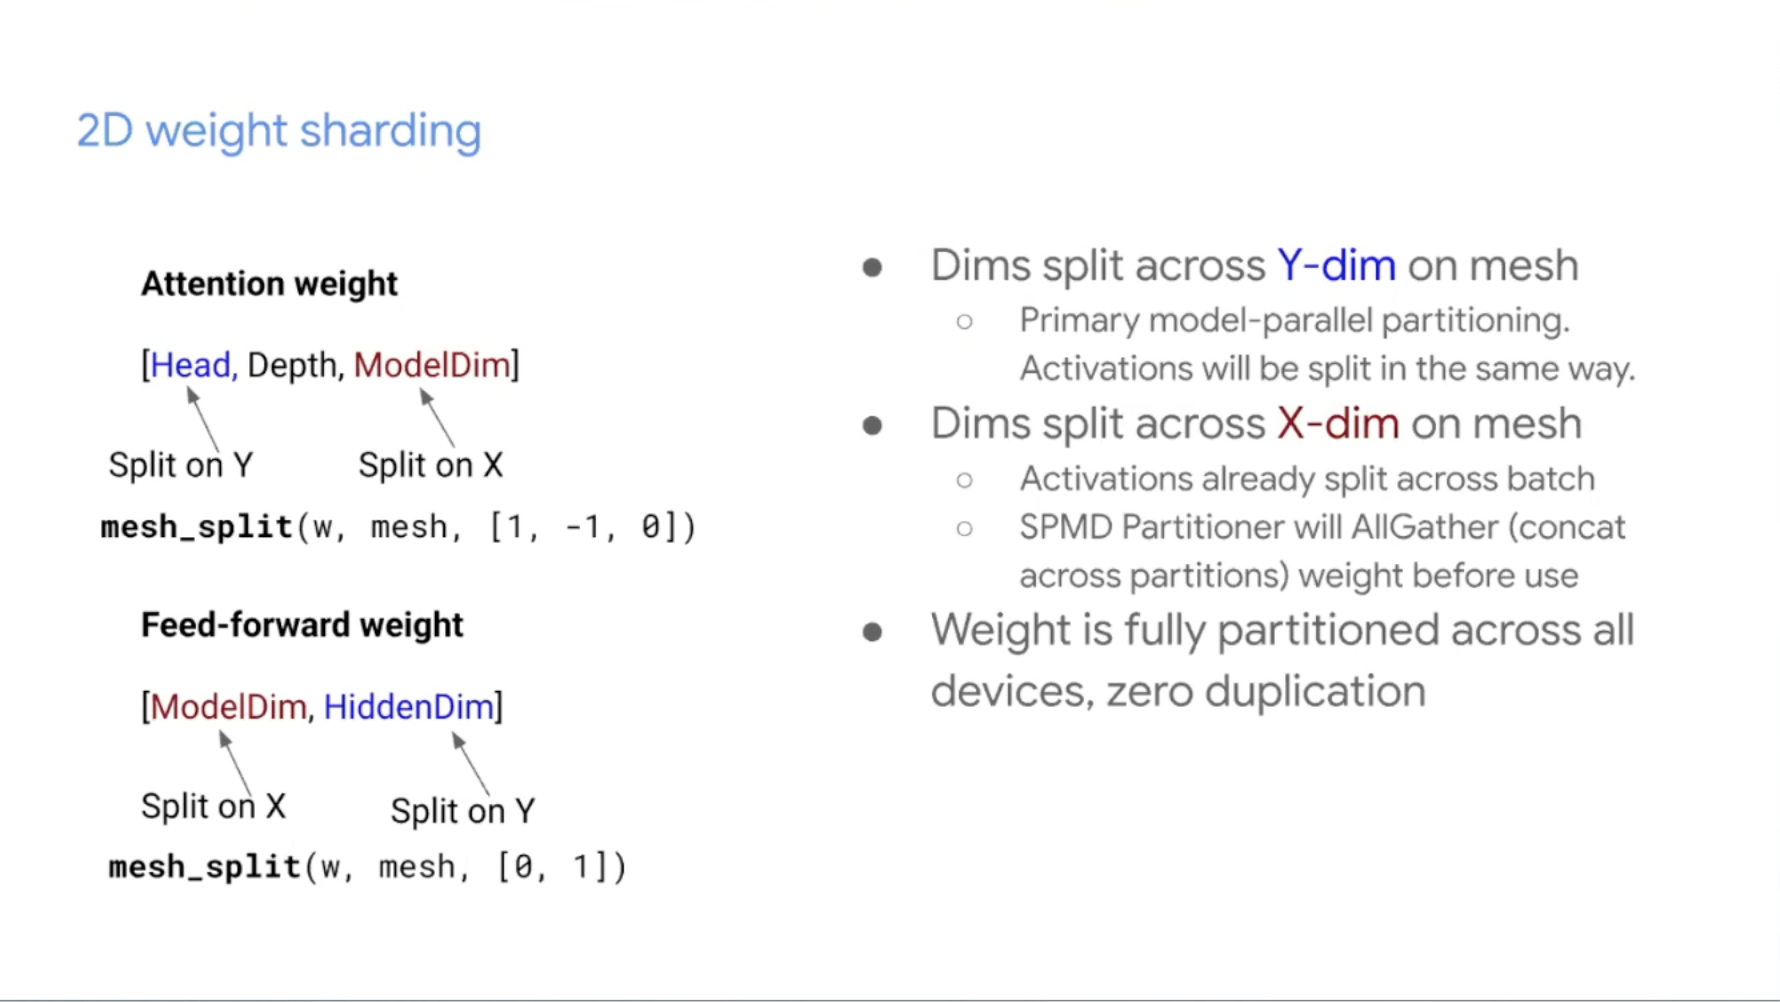 2D weight sharding
Attention weight
[Head, Depth, ModelDim]
Split on Y
Split on X
mesh_split(w, mesh, [1, -1, 0])
Feed-forward weight
[ModelDim, HiddenDim]
Split on X
Split on Y
mesh_split(w, mesh, [0, 1])
● Dims split across Y-dim on mesh
○ Primary model-parallel partitioning.
Activations will be split in the same way.
● Dims split across X-dim on mesh
○ Activations already split across batch
○ SPMD Partitioner will AllGather (concat
across partitions) weight before use
● Weight is fully partitioned across all
devices, zero duplication